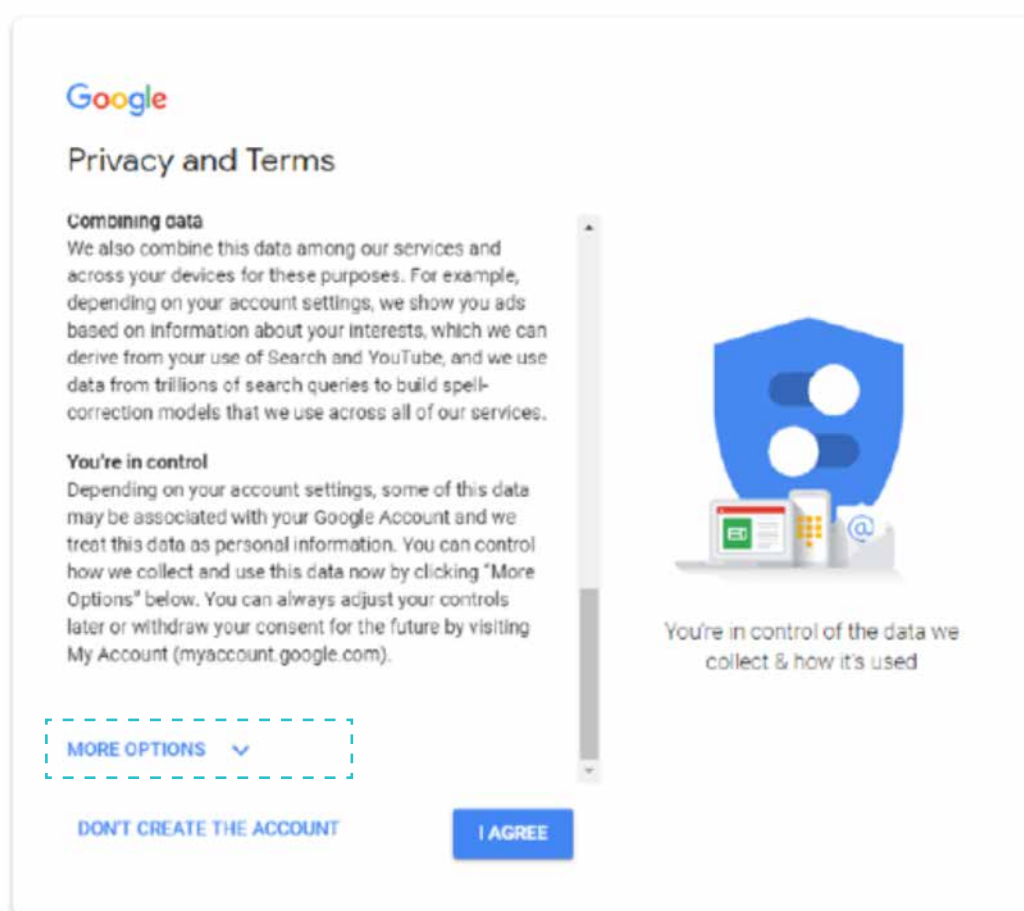 Google
Privacy and Terms
Combining data
We also combine this data among our services and
across your devices for these purposes. For example,
depending on your account settings, we show you ads
based on information about your interests, which we can
derive from your use of Search and YouTube, and we use
data from trillions of search queries to build spell-
correction models that we use across all of our services.
You're in control
Depending on your account settings, some of this data
may be associated with your Google Account and we
treat this data as personal information. You can control
how we collect and use this data now by clicking "More
Options" below. You can always adjust your controls
later or withdraw your consent for the future by visiting
My Account (myaccount.google.com).
MORE OPTIONS
DON'T CREATE THE ACCOUNT
I AGREE
@
You're in control of the data we
collect & how it's used